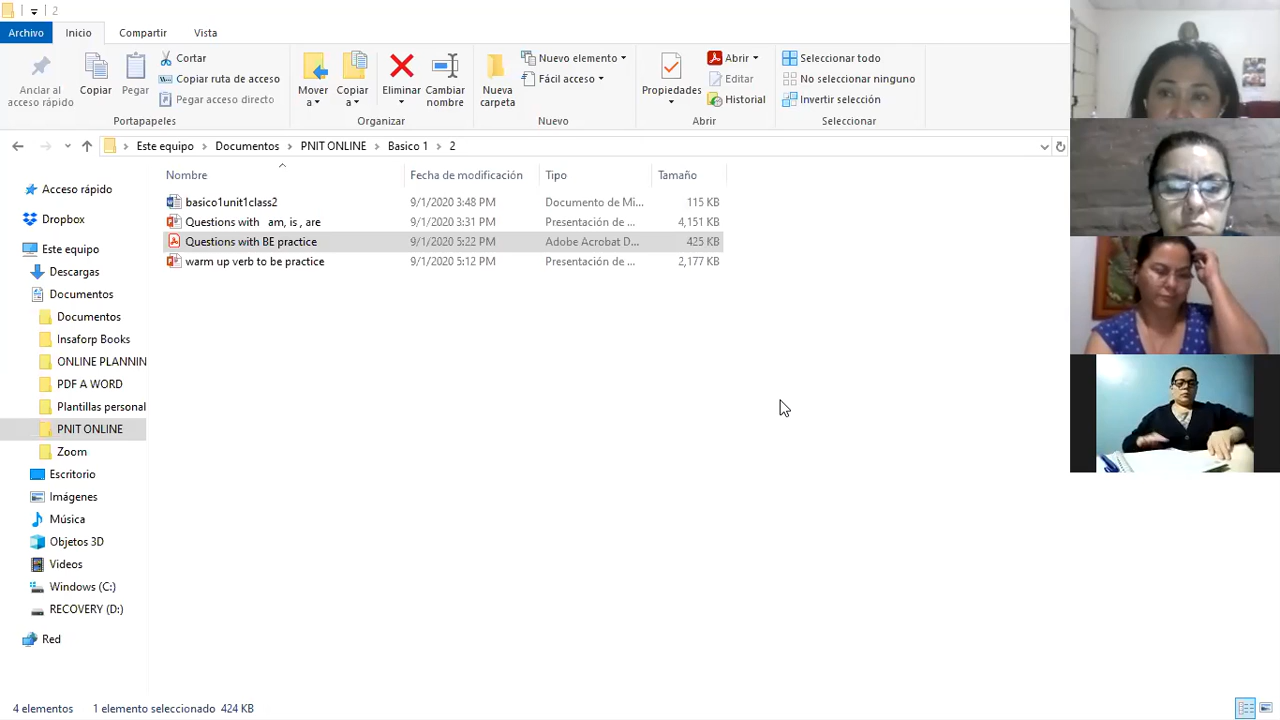 2
Archivo Inicio Compartir Vista
Anclar al acceso rápido
Copiar
Pegar
Cortar
Copiar ruta de acceso
Pegar acceso directo
Portapapeles
Mover a
Copiar a
Eliminar
Cambiar nombre
Organizar
Nueva carpeta
Nuevo elemento
Fácil acceso
Nuevo
Propiedades
Abrir
Editar
Historial
Abrir
Seleccionar todo
No seleccionar ninguno
Invertir selección
Seleccionar
Este equipo Documentos PNIT ONLINE Basico 1 2
Nombre Fecha de modificación Tipo Tamaño
basico1unit1class2 9/1/2020 3:48 PM Documento de Mi... 115 KB
Questions with am, is , are 9/1/2020 3:31 PM Presentación de ... 4,151 KB
Questions with BE practice 9/1/2020 5:22 PM Adobe Acrobat D... 425 KB
warm up verb to be practice 9/1/2020 5:12 PM Presentación de ... 2,177 KB
Acceso rápido
Dropbox
Este equipo
Descargas
Documentos
Documentos
Insaforp Books
ONLINE PLANNIN
PDF A WORD
Plantillas personal
PNIT ONLINE
Zoom
Escritorio
Imágenes
Música
Objetos 3D
Videos
Windows (C:)
RECOVERY (D:)
Red
4 elementos 1 elemento seleccionado 424 KB